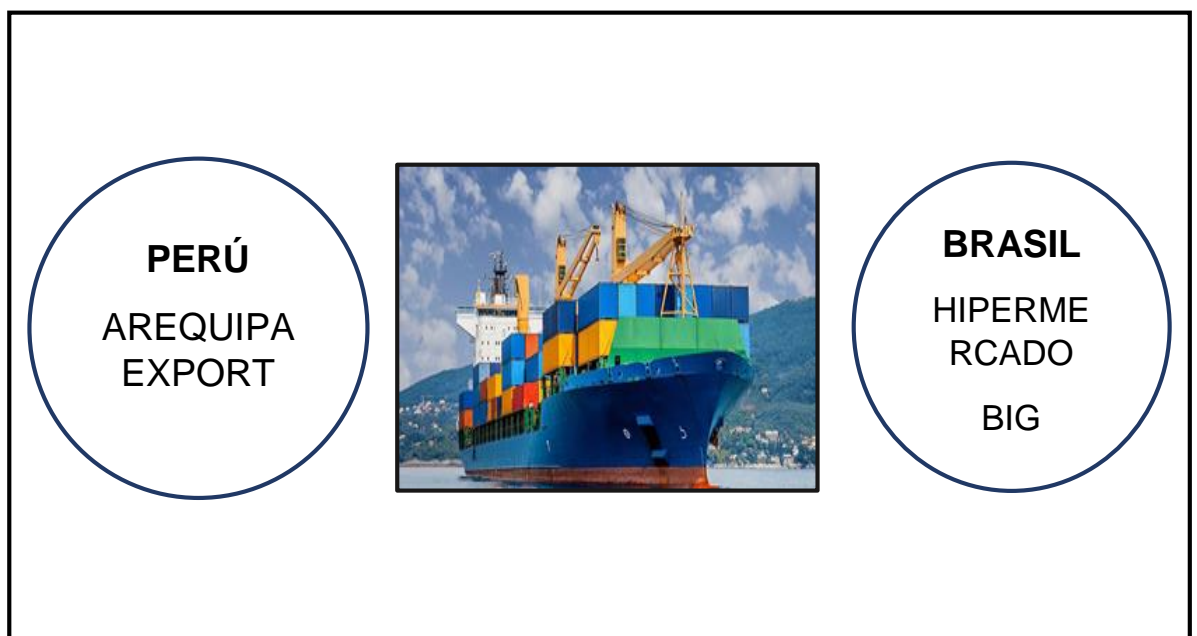 PERÚ
AREQUIPA
EXPORT
BRASIL
HIPERME
RCADO
BIG